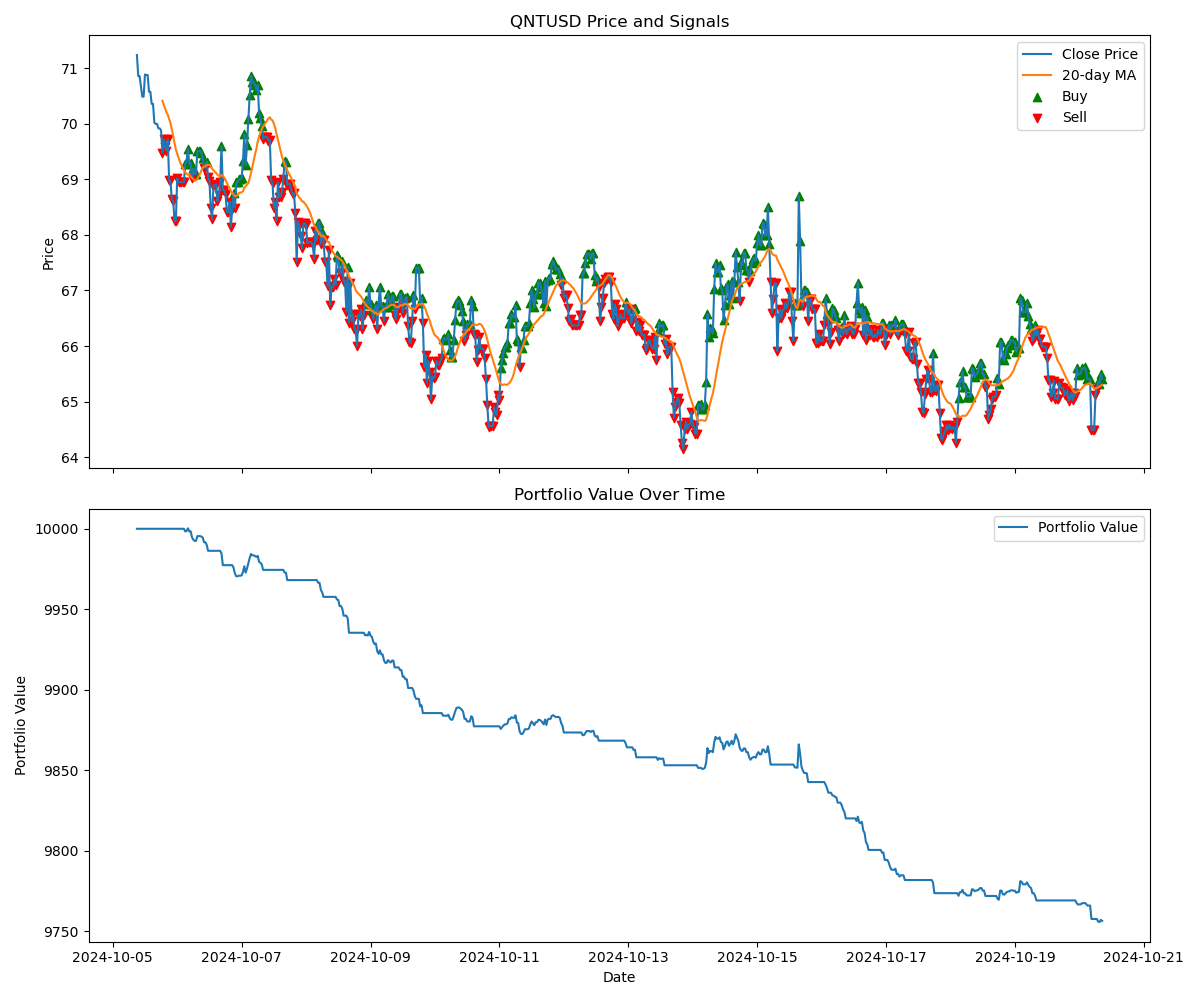 QNTUSD Price and Signals
71
70
69
68
67
66
65
64
Price
Close Price
20-day MA
Buy
Sell
Portfolio Value Over Time
10000
9950
9900
9850
9800
9750
Portfolio Value
Portfolio Value
2024-10-05
2024-10-07
2024-10-09
2024-10-11
2024-10-13
2024-10-15
2024-10-17
2024-10-19
2024-10-21
Date